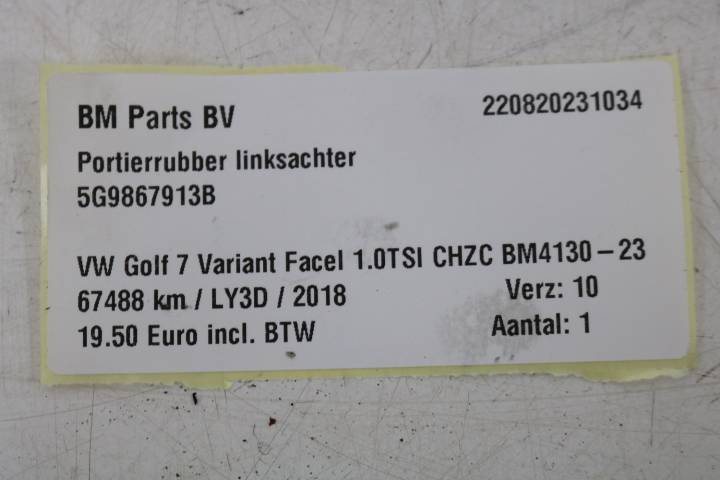 BM Parts BV 220820231034
Portierrubber linksachter
5G9867913B
VW Golf 7 Variant Facel 1.0TSI CHZC BM4130-23
67488 km / LY3D / 2018 Verz: 10
19.50 Euro incl. BTW Aantal: 1